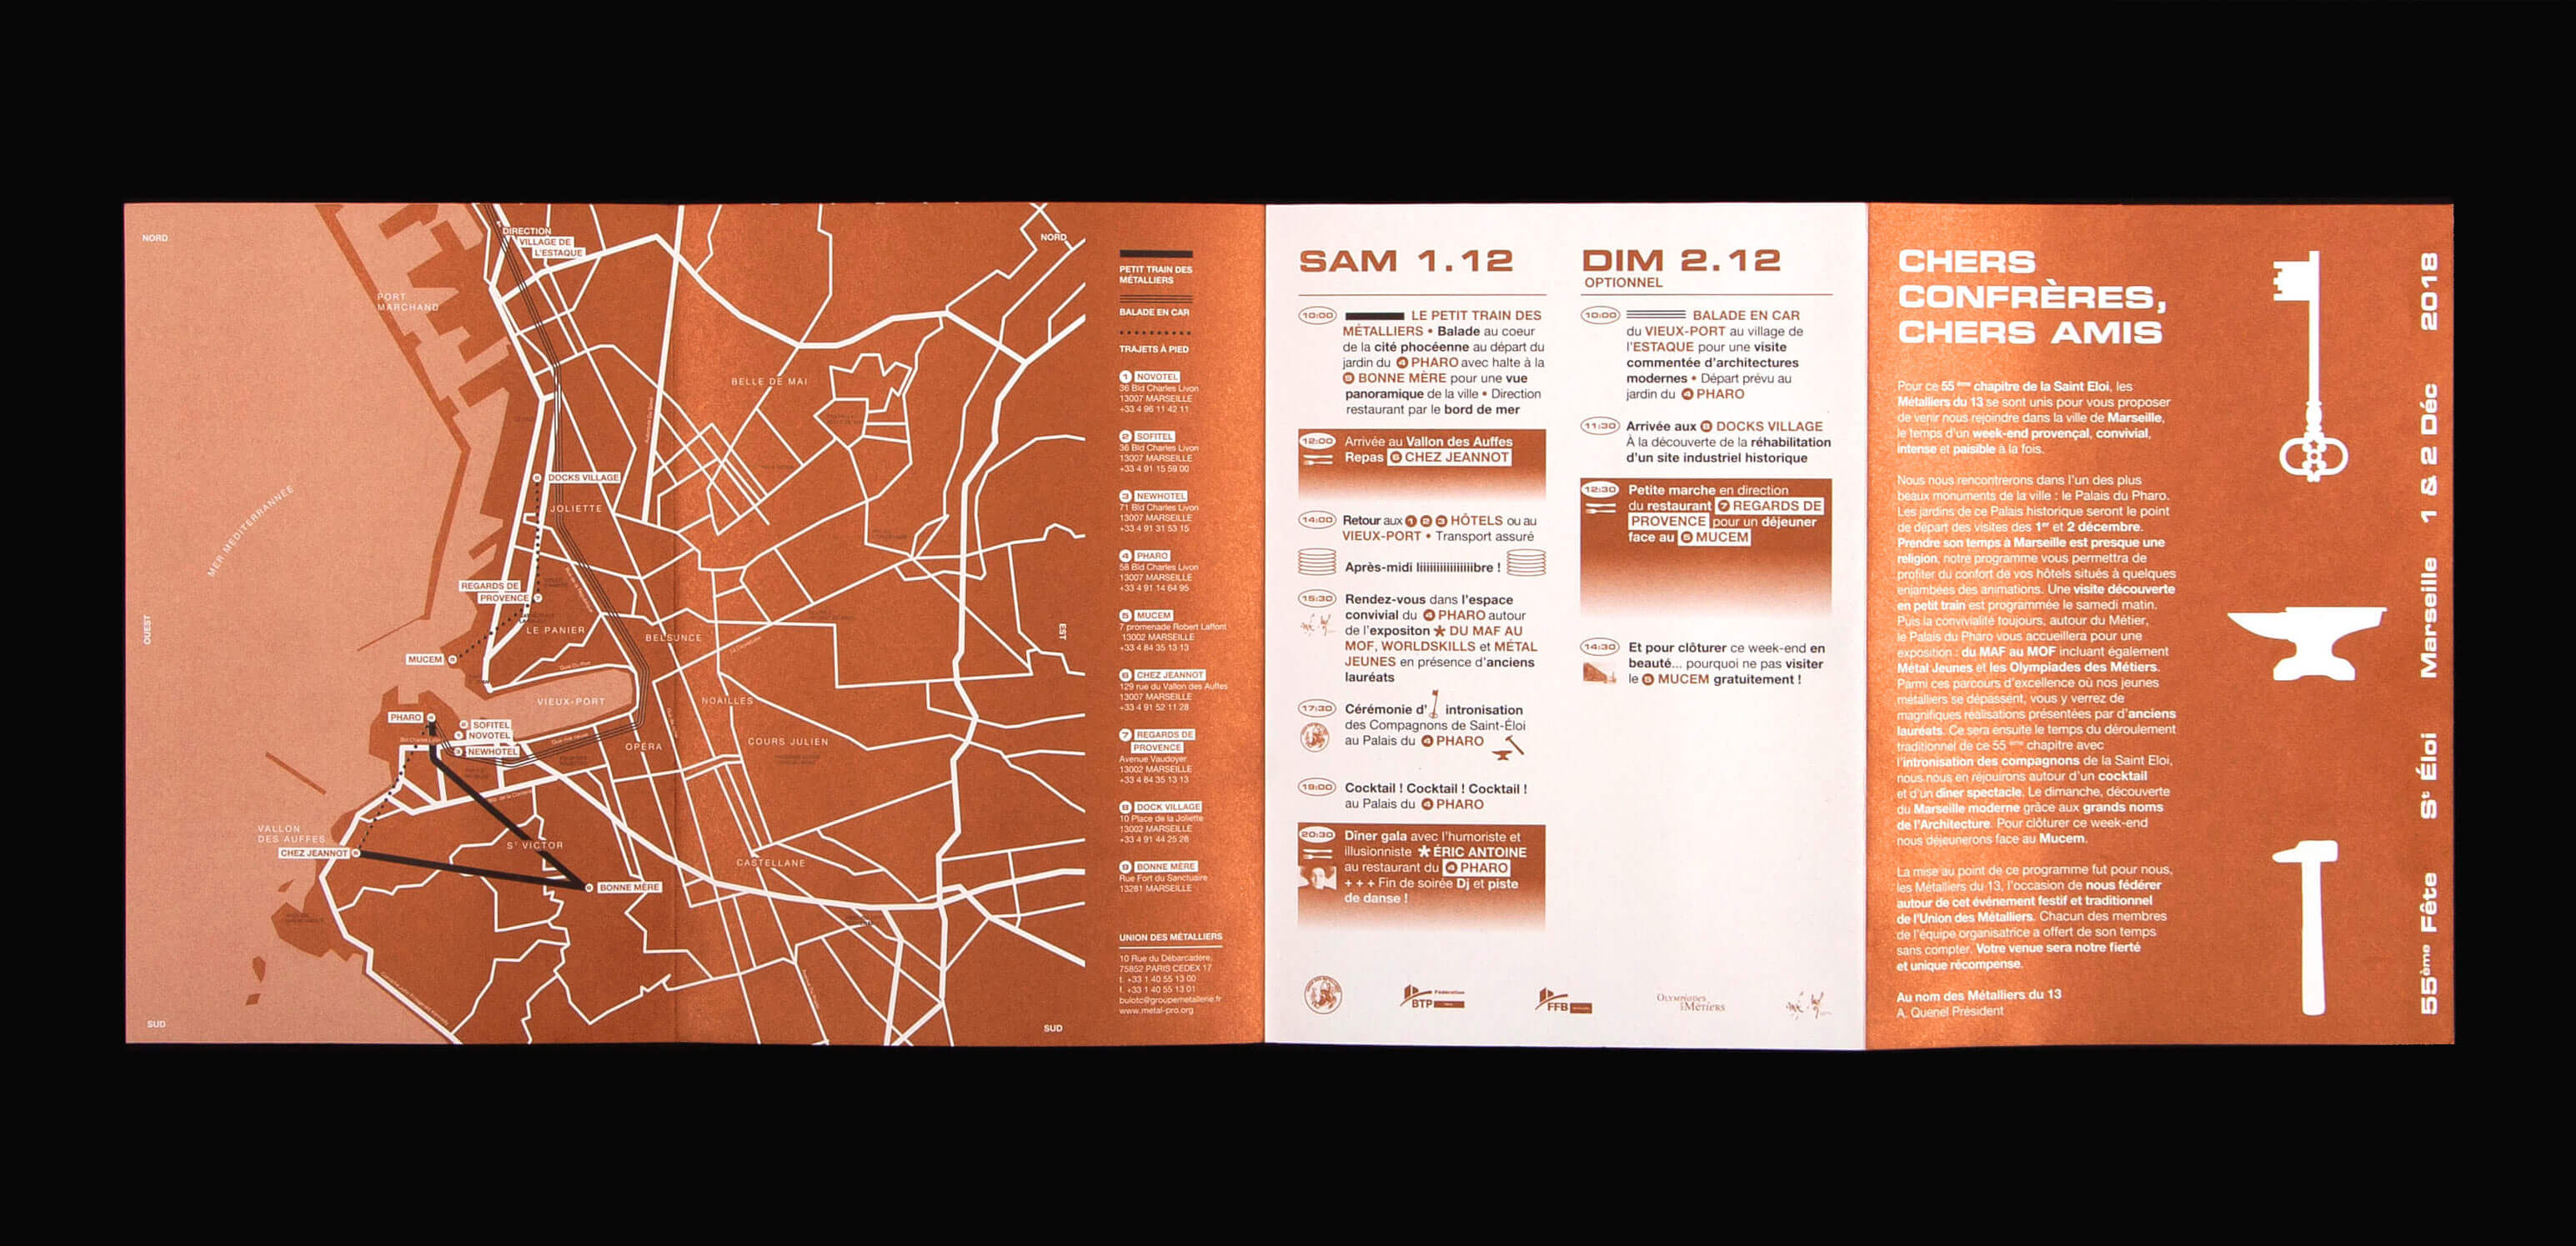 NORD
DIRECTION
VILLAGE DE
L'ESTAQUE
PORT
MARCHAND
MER MEDITERRANNEE
OUEST
DOCKS VILLAGE
JOLIETTE
REGARDS DE
PROVENCE
LE PANIER
MUCEM
VIEUX-PORT
PHARO
SOFITEL
NOVOTEL
NEWHOTEL
VALLON
DES AUFFES
CHEZ JEANNOT
St VICTOR
BONNE MÈRE
SUD
NORD
BELLE DE MAI
BELSUNCE
NOAILLES
OPÉRA
COURS JULIEN
CASTELLANE
EST
SUD
PETIT TRAIN DES
MÉTALLIERS
BALADE EN CAR
TRAJETS À PIED
1 NOVOTEL
36 Bld Charles Livon
13007 MARSEILLE
+33 4 96 11 42 11
2 SOFITEL
36 Bld Charles Livon
13007 MARSEILLE
+33 4 91 15 59 00
3 NEWHOTEL
71 Bld Charles Livon
13007 MARSEILLE
+33 4 91 31 53 15
4 PHARO
58 Bld Charles Livon
13007 MARSEILLE
+33 4 91 14 64 95
5 MUCEM
7 promenade Robert Laffont
13002 MARSEILLE
+33 4 84 35 13 13
6 CHEZ JEANNOT
129 rue du Vallon des Auffes
13007 MARSEILLE
+33 4 91 52 11 28
7 REGARDS DE
PROVENCE
Avenue Vaudoyer
13002 MARSEILLE
+33 4 84 35 13 13
8 DOCK VILLAGE
10 Place de la Joliette
13002 MARSEILLE
+33 4 91 44 25 28
9 BONNE MÈRE
Rue Fort du Sanctuaire
13281 MARSEILLE
UNION DES MÉTALLIERS
10 Rue du Débarcadère,
75852 PARIS CEDEX 17
t. +33 1 40 55 13 00
f. +33 1 40 55 13 01
bulotc@groupemetallerie.fr
www.metal-pro.org
SAM 1.12
10:00 LE PETIT TRAIN DES
MÉTALLIERS • Balade au coeur
de la cité phocéenne au départ du
jardin du 4 PHARO avec halte à la
9 BONNE MÈRE pour une vue
panoramique de la ville • Direction
restaurant par le bord de mer
12:00 Arrivée au Vallon des Auffes
Repas 6 CHEZ JEANNOT
14:00 Retour aux 1 2 3 HÔTELS ou au
VIEUX-PORT • Transport assuré
Après-midi liiiiiiiiiiiiiiiiibre !
15:30 Rendez-vous dans l'espace
convivial du 4 PHARO autour
de l'expositon * DU MAF AU
MOF, WORLDSKILLS et MÉTAL
JEUNES en présence d'anciens
lauréats
17:30 Cérémonie d' intronisation
des Compagnons de Saint-Éloi
au Palais du 4 PHARO
19:00 Cocktail ! Cocktail ! Cocktail !
au Palais du 4 PHARO
20:30 Dîner gala avec l'humoriste et
illusionniste * ÉRIC ANTOINE
au restaurant du 4 PHARO
+ + + Fin de soirée Dj et piste
de danse !
DIM 2.12
OPTIONNEL
10:00 BALADE EN CAR
du VIEUX-PORT au village de
l'ESTAQUE pour une visite
commentée d'architectures
modernes • Départ prévu au
jardin du 4 PHARO
11:30 Arrivée aux 8 DOCKS VILLAGE
À la découverte de la réhabilitation
d'un site industriel historique
12:30 Petite marche en direction
du restaurant 7 REGARDS DE
PROVENCE pour un déjeuner
face au 5 MUCEM
14:30 Et pour clôturer ce week-end en
beauté... pourquoi ne pas visiter
le 5 MUCEM gratuitement !
Fédération
BTP
FFB
OLYMPIADES
DES MÉTIERS
CHERS
CONFRÈRES,
CHERS AMIS
Pour ce 55 ème chapitre de la Saint Eloi, les
Métalliers du 13 se sont unis pour vous proposer
de venir nous rejoindre dans la ville de Marseille,
le temps d'un week-end provençal, convivial,
intense et paisible à la fois.
Nous nous rencontrerons dans l'un des plus
beaux monuments de la ville : le Palais du Pharo.
Les jardins de ce Palais historique seront le point
de départ des visites des 1er et 2 décembre.
Prendre son temps à Marseille est presque une
religion, notre programme vous permettra de
profiter du confort de vos hôtels situés à quelques
enjambées des animations. Une visite découverte
en petit train est programmée le samedi matin.
Puis la convivialité toujours, autour du Métier,
le Palais du Pharo vous accueillera pour une
exposition : du MAF au MOF incluant également
Métal Jeunes et les Olympiades des Métiers.
Parmi ces parcours d'excellence où nos jeunes
métalliers se dépassent, vous y verrez de
magnifiques réalisations présentées par d'anciens
lauréats. Ce sera ensuite le temps du déroulement
traditionnel de ce 55 ème chapitre avec
l'intronisation des compagnons de la Saint Eloi,
nous nous en réjouirons autour d'un cocktail
et d'un dîner spectacle. Le dimanche, découverte
du Marseille moderne grâce aux grands noms
de l'Architecture. Pour clôturer ce week-end
nous déjeunerons face au Mucem.
La mise au point de ce programme fut pour nous,
les Métalliers du 13, l'occasion de nous fédérer
autour de cet événement festif et traditionnel
de l'Union des Métalliers. Chacun des membres
de l'équipe organisatrice a offert de son temps
sans compter. Votre venue sera notre fierté
et unique récompense.
Au nom des Métalliers du 13
A. Quenel Président
55ème Fête St Éloi Marseille 1 & 2 Déc 2018